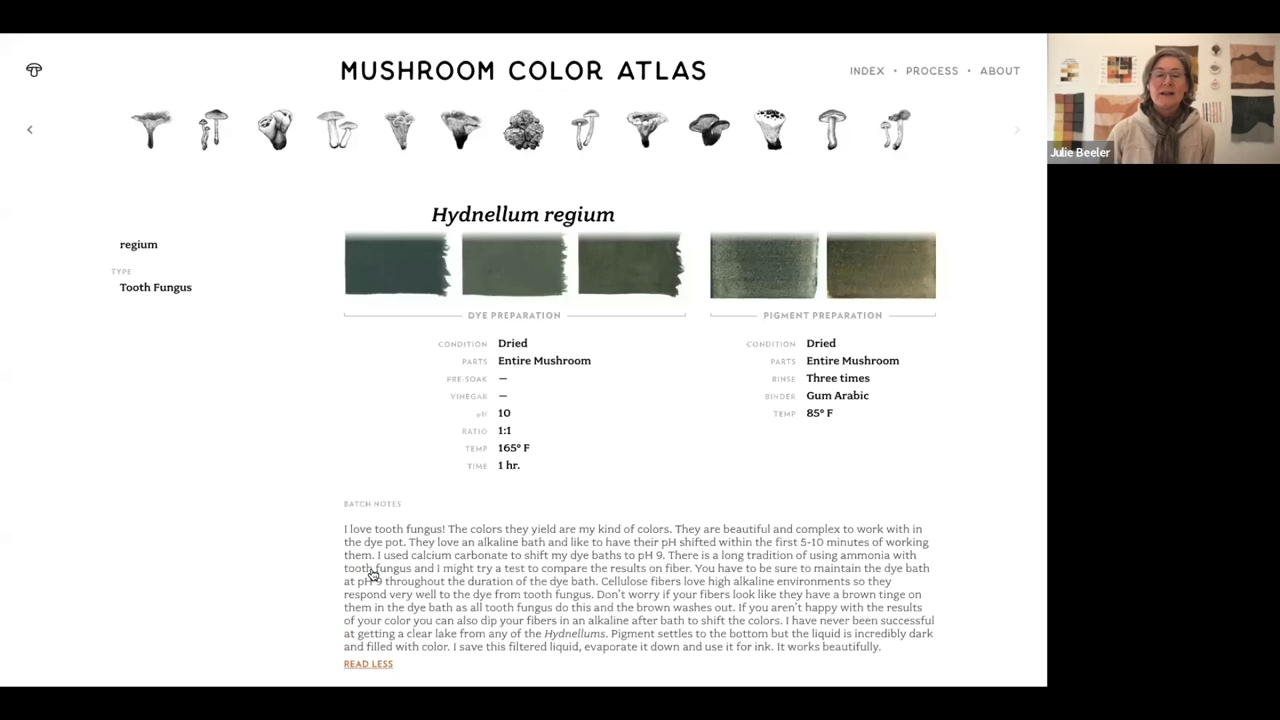 MUSHROOM COLOR ATLAS
INDEX • PROCESS • ABOUT
Julie Beeler
Hydnellum regium
regium
TYPE
Tooth Fungus
DYE PREPARATION
CONDITION Dried
PARTS Entire Mushroom
PRE-SOAK —
VINEGAR —
pH 10
RATIO 1:1
TEMP 165° F
TIME 1 hr.
PIGMENT PREPARATION
CONDITION Dried
PARTS Entire Mushroom
RINSE Three times
BINDER Gum Arabic
TEMP 85° F
BATCH NOTES
I love tooth fungus! The colors they yield are my kind of colors. They are beautiful and complex to work with in
the dye pot. They love an alkaline bath and like to have their pH shifted within the first 5-10 minutes of working
them. I used calcium carbonate to shift my dye baths to pH 9. There is a long tradition of using ammonia with
tooth fungus and I might try a test to compare the results on fiber. You have to be sure to maintain the dye bath
at pH 9 throughout the duration of the dye bath. Cellulose fibers love high alkaline environments so they
respond very well to the dye from tooth fungus. Don't worry if your fibers look like they have a brown tinge on
them in the dye bath as all tooth fungus do this and the brown washes out. If you aren't happy with the results
of your color you can also dip your fibers in an alkaline after bath to shift the colors. I have never been successful
at getting a clear lake from any of the Hydnellums. Pigment settles to the bottom but the liquid is incredibly dark
and filled with color. I save this filtered liquid, evaporate it down and use it for ink. It works beautifully.
READ LESS